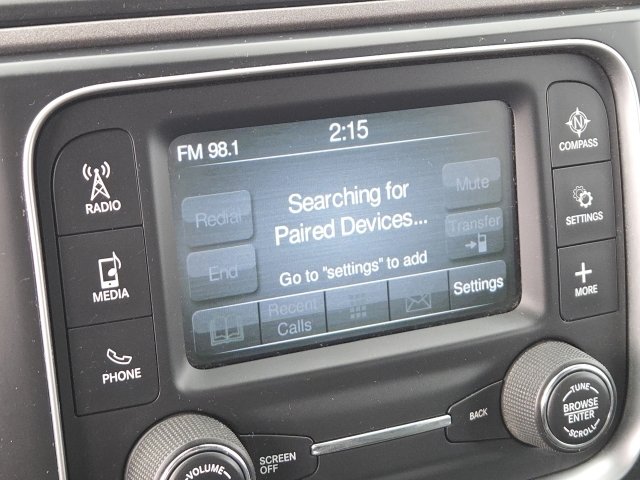 FM 98.1 2:15
Searching for
Paired Devices...
Go to "settings" to add
Redial
End
Mute
Transfer
Recent
Calls
Settings
RADIO
MEDIA
PHONE
N
COMPASS
SETTINGS
MORE
VOLUME
SCREEN
OFF
BACK
TUNE
BROWSE
ENTER
SCROLL